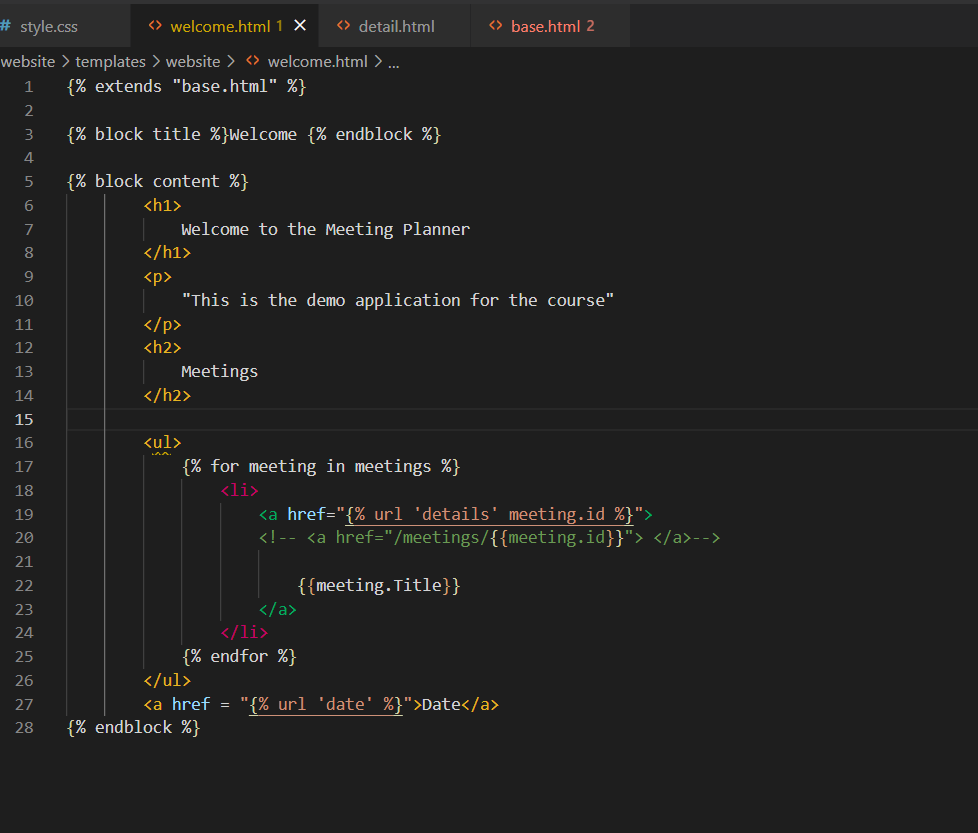 # style.css <> welcome.html 1 × <> detail.html <> base.html 2
website > templates > website > <> welcome.html > ...
1 {% extends "base.html" %}
2
3 {% block title %}Welcome {% endblock %}
4
5 {% block content %}
6 <h1>
7 Welcome to the Meeting Planner
8 </h1>
9 <p>
10 "This is the demo application for the course"
11 </p>
12 <h2>
13 Meetings
14 </h2>
15
16 <ul>
17 {% for meeting in meetings %}
18 <li>
19 <a href="{% url 'details' meeting.id %}">
20 <!-- <a href="/meetings/{{meeting.id}}"> </a>-->
21
22 {{meeting.Title}}
23 </a>
24 </li>
25 {% endfor %}
26 </ul>
27 <a href = "{% url 'date' %}">Date</a>
28 {% endblock %}